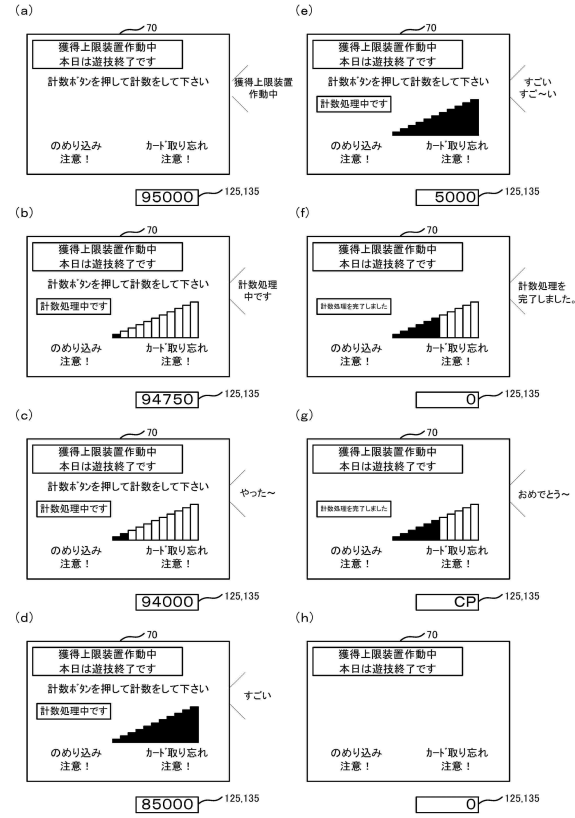 (a)
70
獲得上限装置作動中
本日は遊技終了です
計数ボタンを押して計数をして下さい
獲得上限装置
作動中
のめり込み
注意！
カード取り忘れ
注意！
95000
125,135
(b)
70
獲得上限装置作動中
本日は遊技終了です
計数ボタンを押して計数をして下さい
計数処理中です
計数処理
中です
のめり込み
注意！
カード取り忘れ
注意！
94750
125,135
(c)
70
獲得上限装置作動中
本日は遊技終了です
計数ボタンを押して計数をして下さい
計数処理中です
やった～
のめり込み
注意！
カード取り忘れ
注意！
94000
125,135
(d)
70
獲得上限装置作動中
本日は遊技終了です
計数ボタンを押して計数をして下さい
計数処理中です
すごい
のめり込み
注意！
カード取り忘れ
注意！
85000
125,135
(e)
70
獲得上限装置作動中
本日は遊技終了です
計数ボタンを押して計数をして下さい
計数処理中です
すごい
すご～い
のめり込み
注意！
カード取り忘れ
注意！
5000
125,135
(f)
70
獲得上限装置作動中
本日は遊技終了です
計数処理を完了しました
計数処理を
完了しました。
のめり込み
注意！
カード取り忘れ
注意！
0
125,135
(g)
70
獲得上限装置作動中
本日は遊技終了です
計数処理を完了しました
おめでとう～
のめり込み
注意！
カード取り忘れ
注意！
CP
125,135
(h)
70
獲得上限装置作動中
本日は遊技終了です
のめり込み
注意！
カード取り忘れ
注意！
0
125,135